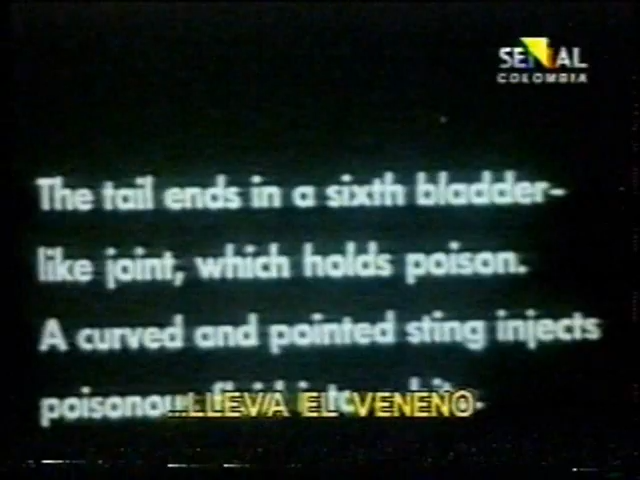 SEÑAL
COLOMBIA
The tail ends in a sixth bladder-
like joint, which holds poison.
A curved and pointed sting injects
poisonous
...LLEVA EL VENENO